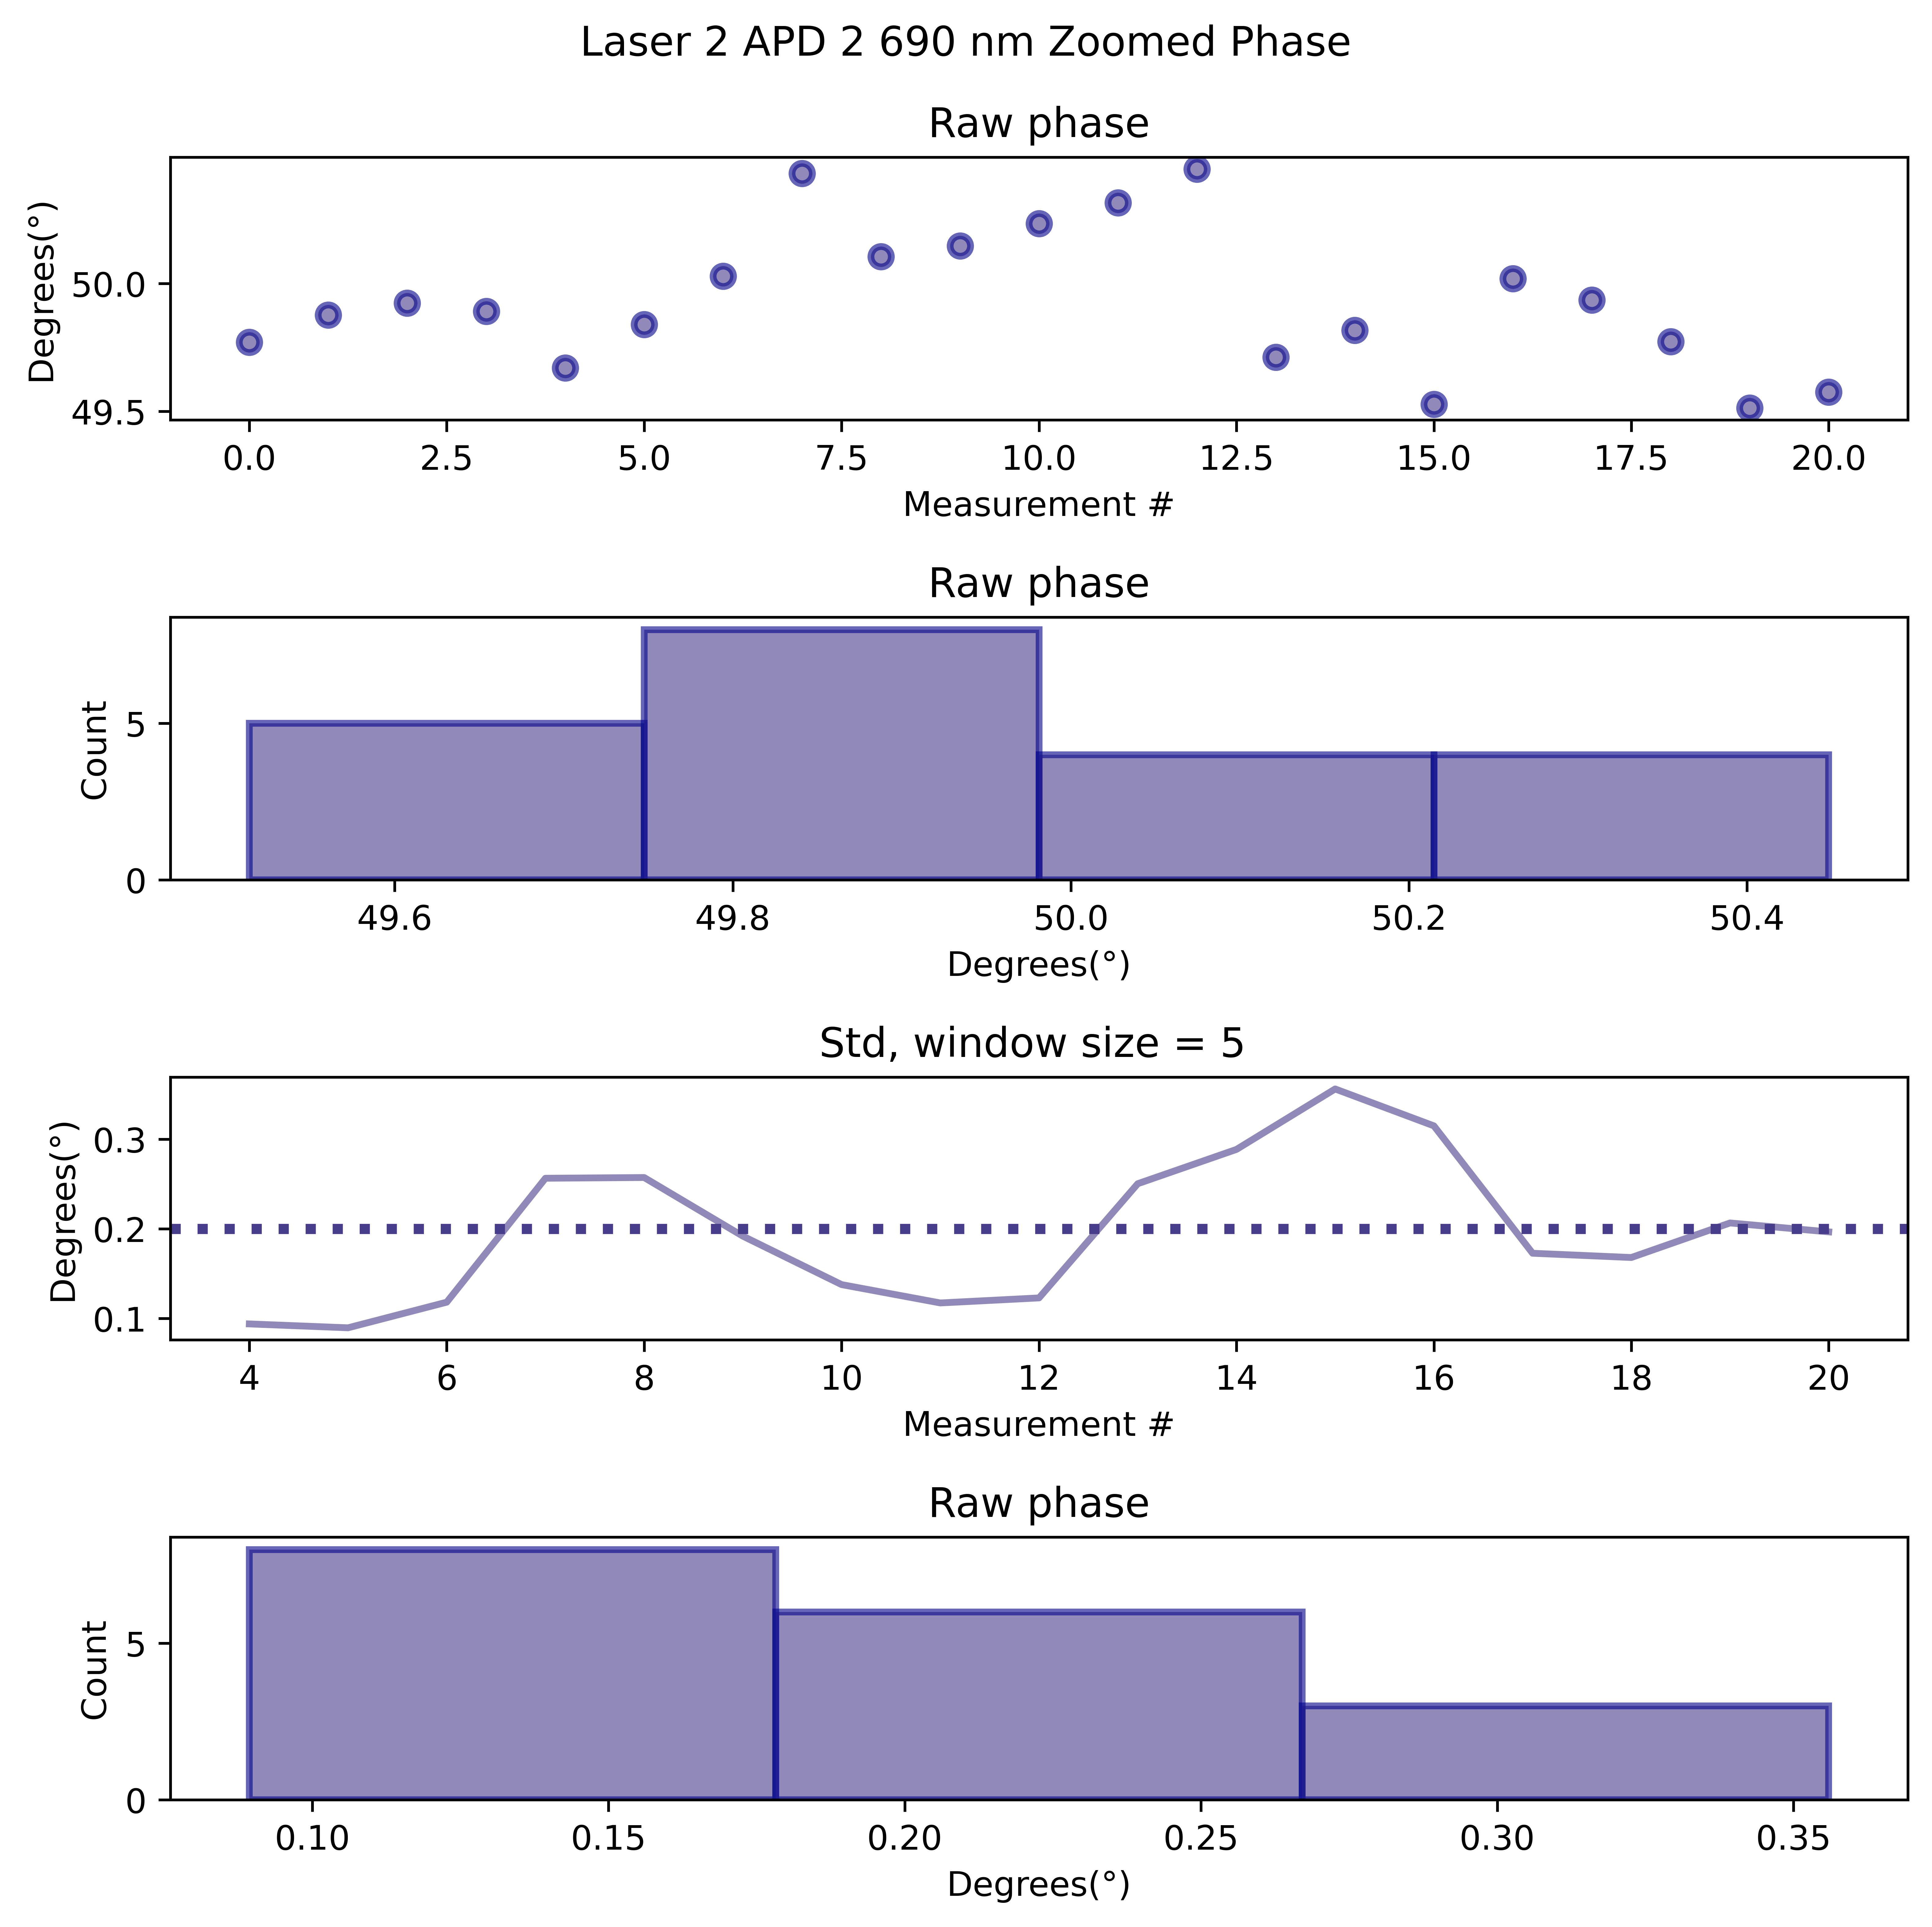 Laser 2 APD 2 690 nm Zoomed Phase
Raw phase
Degrees(°)
50.0
49.5
0.0 2.5 5.0 7.5 10.0 12.5 15.0 17.5 20.0
Measurement #
Raw phase
Count
5
0
49.6 49.8 50.0 50.2 50.4
Degrees(°)
Std, window size = 5
Degrees(°)
0.3
0.2
0.1
4 6 8 10 12 14 16 18 20
Measurement #
Raw phase
Count
5
0
0.10 0.15 0.20 0.25 0.30 0.35
Degrees(°)